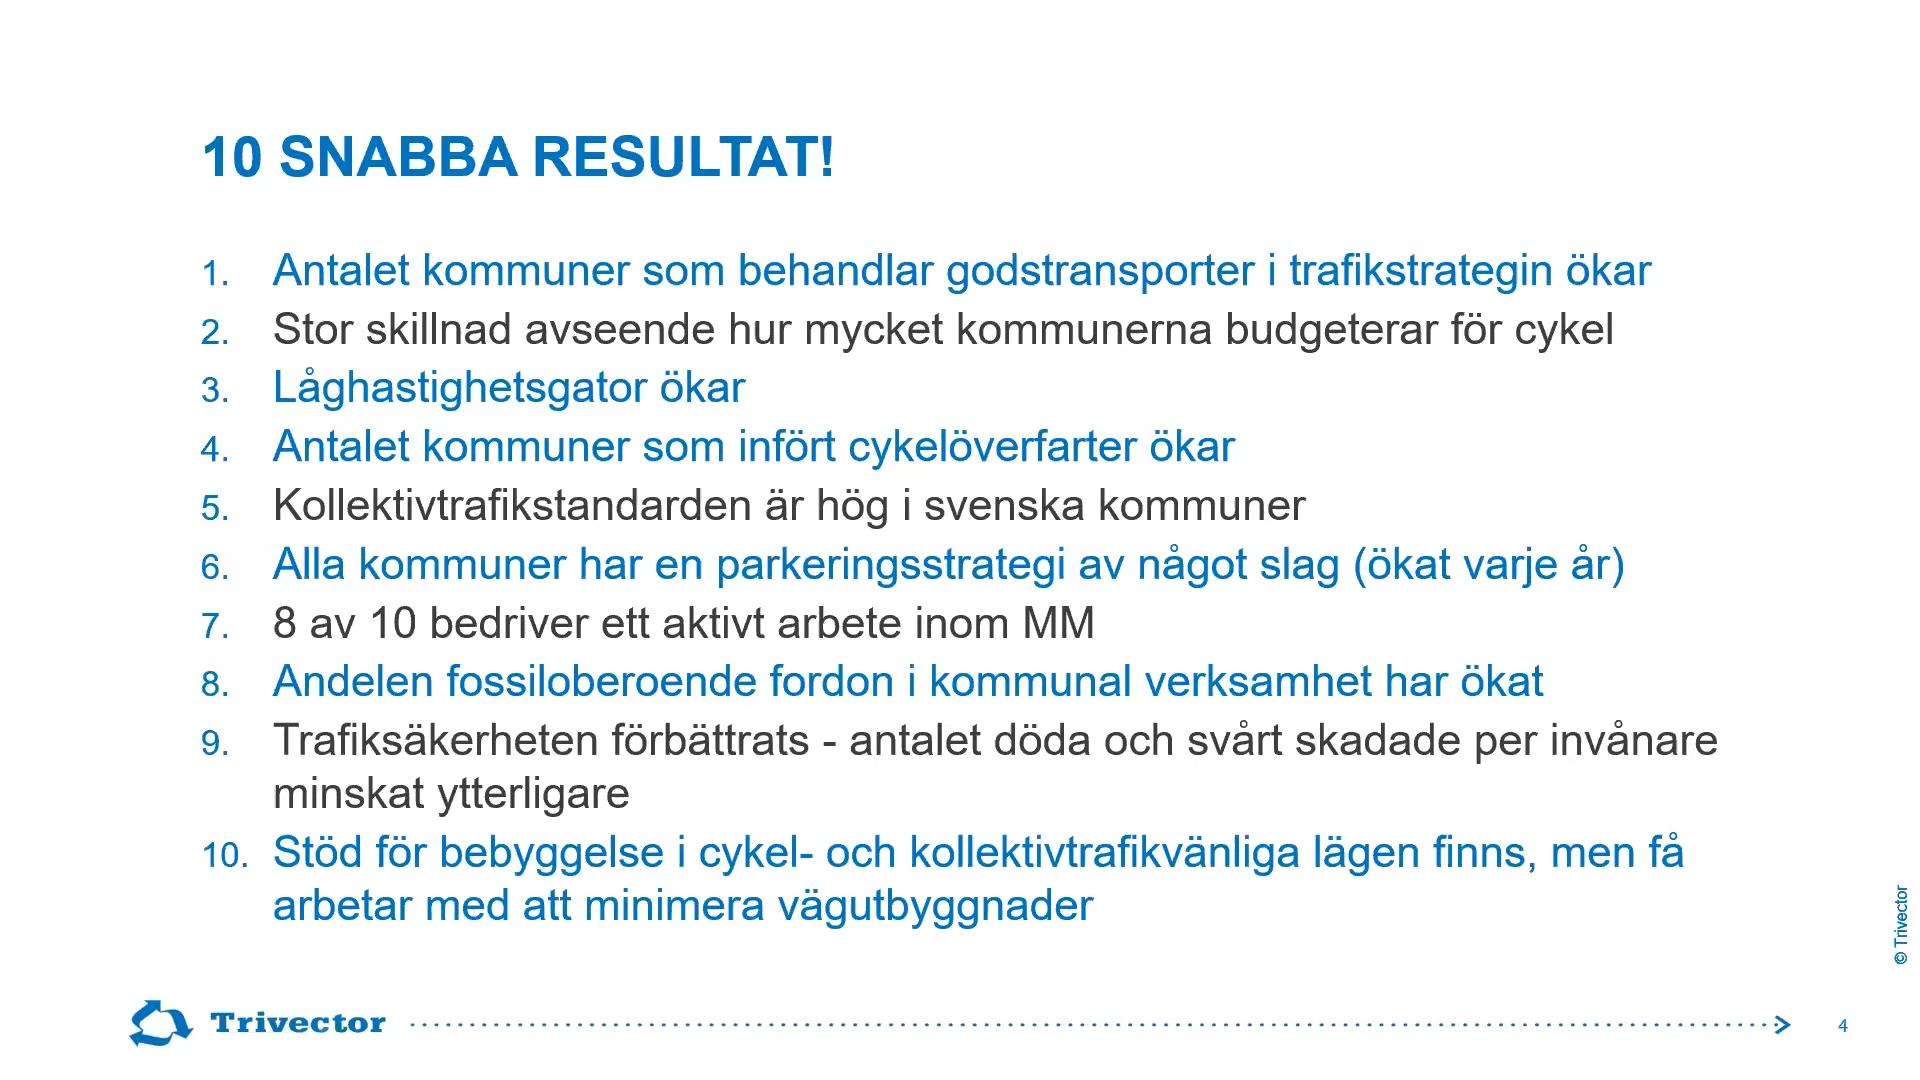 10 SNABBA RESULTAT!
1. Antalet kommuner som behandlar godstransporter i trafikstrategin ökar
2. Stor skillnad avseende hur mycket kommunerna budgeterar för cykel
3. Låghastighetsgator ökar
4. Antalet kommuner som infört cykelöverfarter ökar
5. Kollektivtrafikstandarden är hög i svenska kommuner
6. Alla kommuner har en parkeringsstrategi av något slag (ökat varje år)
7. 8 av 10 bedriver ett aktivt arbete inom MM
8. Andelen fossiloberoende fordon i kommunal verksamhet har ökat
9. Trafiksäkerheten förbättrats - antalet döda och svårt skadade per invånare
minskat ytterligare
10. Stöd för bebyggelse i cykel- och kollektivtrafikvänliga lägen finns, men få
arbetar med att minimera vägutbyggnader
© Trivector
Trivector
4